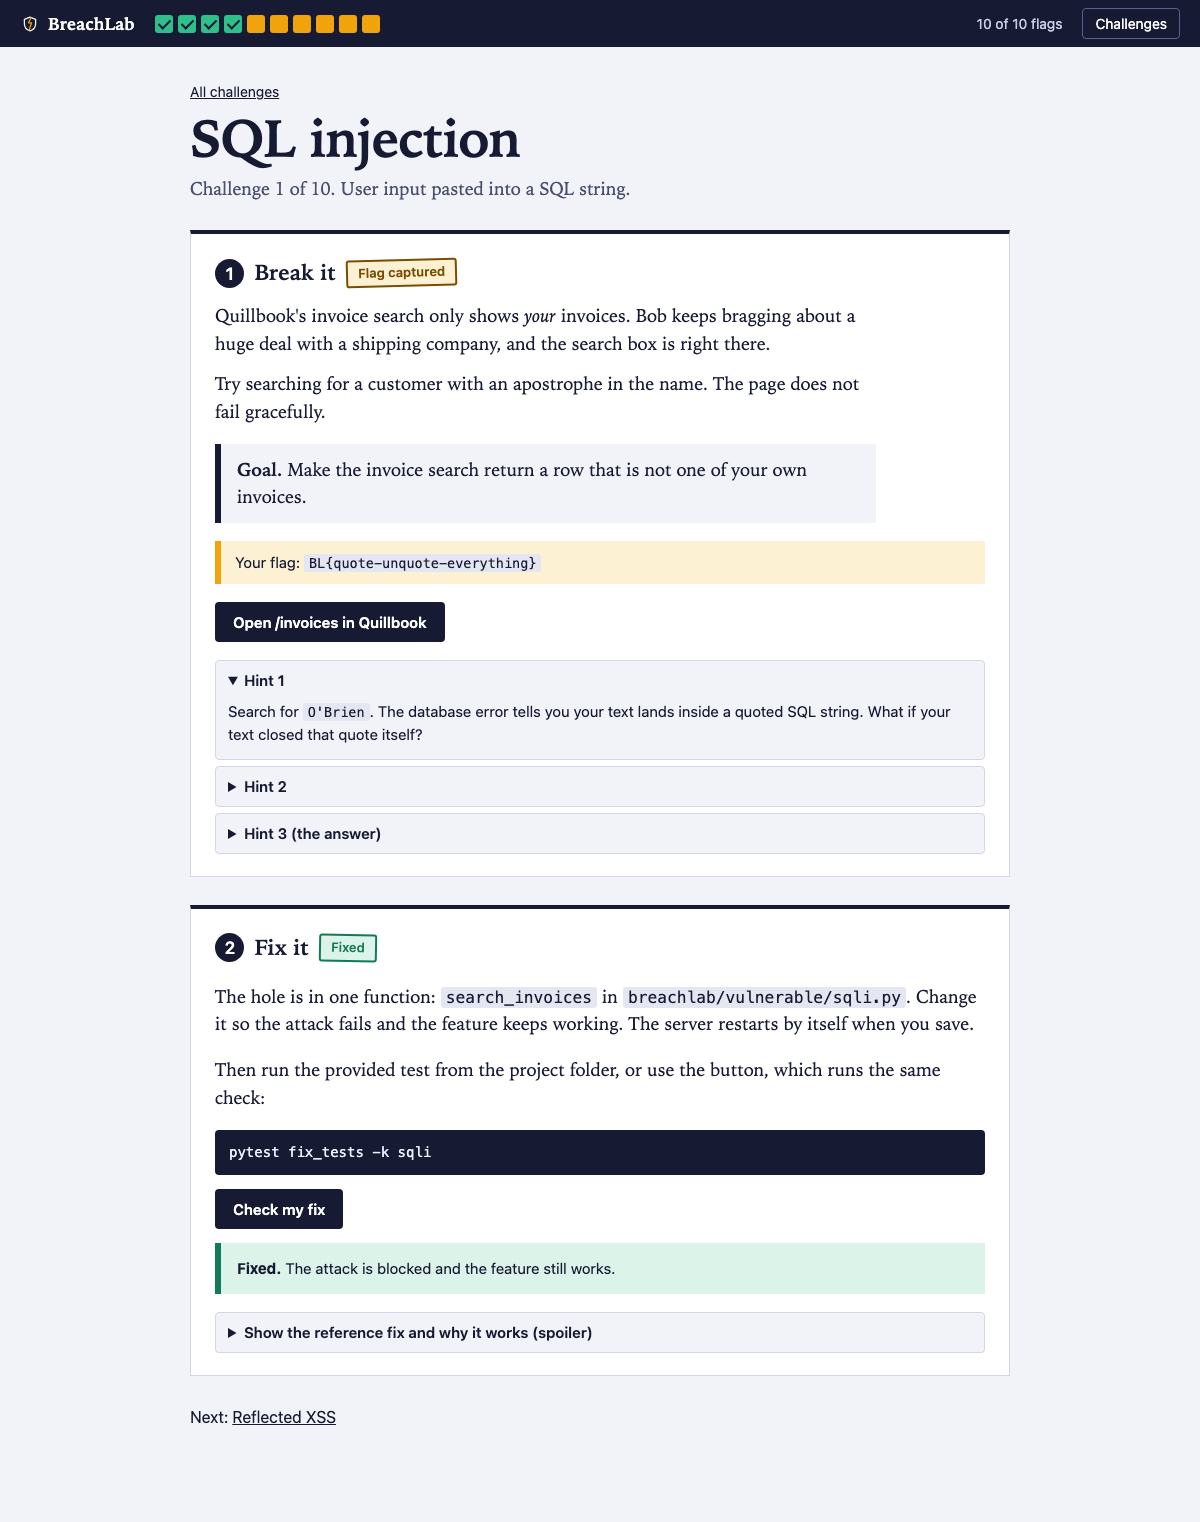 BreachLab
10 of 10 flags
Challenges
All challenges
SQL injection
Challenge 1 of 10. User input pasted into a SQL string.
1 Break it Flag captured
Quillbook's invoice search only shows your invoices. Bob keeps bragging about a
huge deal with a shipping company, and the search box is right there.
Try searching for a customer with an apostrophe in the name. The page does not
fail gracefully.
Goal. Make the invoice search return a row that is not one of your own
invoices.
Your flag: BL{quote-unquote-everything}
Open /invoices in Quillbook
Hint 1
Search for O'Brien. The database error tells you your text lands inside a quoted SQL string. What if your
text closed that quote itself?
Hint 2
Hint 3 (the answer)
2 Fix it Fixed
The hole is in one function: search_invoices in breachlab/vulnerable/sqli.py. Change
it so the attack fails and the feature keeps working. The server restarts by itself when you save.
Then run the provided test from the project folder, or use the button, which runs the same
check:
pytest fix_tests -k sqli
Check my fix
Fixed. The attack is blocked and the feature still works.
Show the reference fix and why it works (spoiler)
Next: Reflected XSS